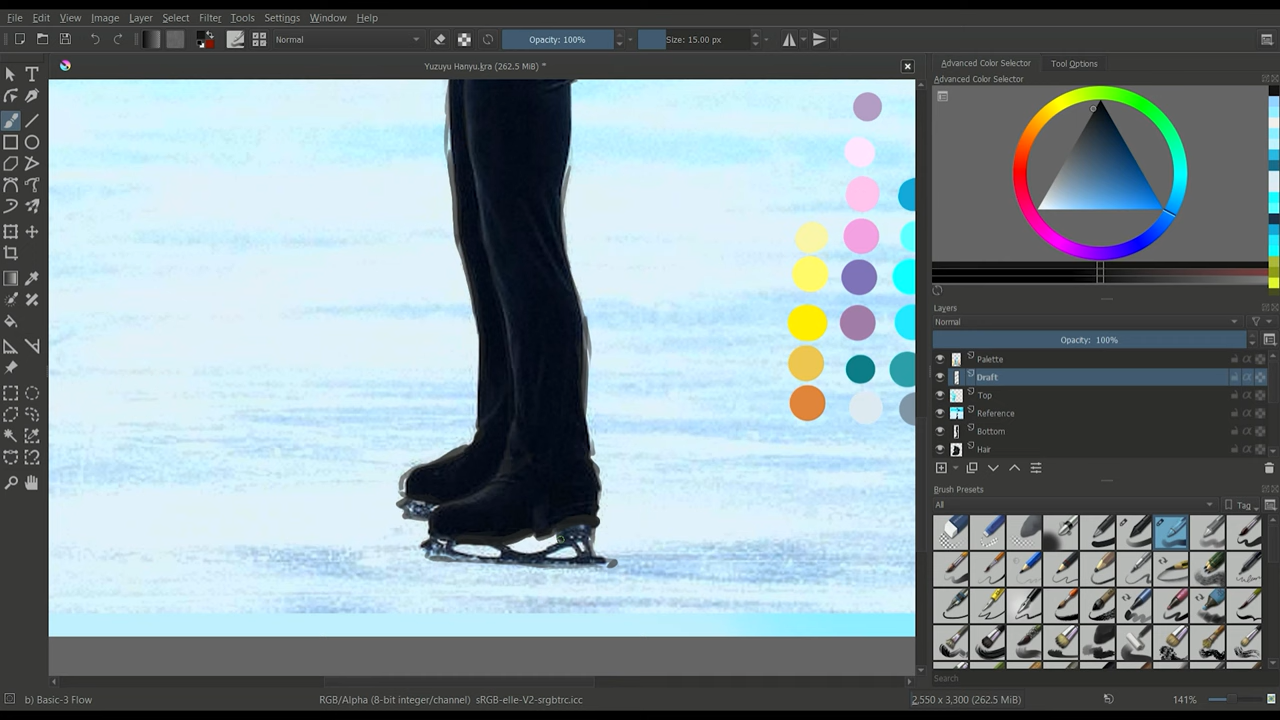 File Edit View Image Layer Select Filter Tools Settings Window Help
Normal Opacity: 100% Size: 15.00 px
Yuzuyu Hanyu.kra (262.5 MiB) *
Advanced Color Selector Tool Options
Advanced Color Selector
Layers
Normal
Opacity: 100%
Palette
Draft
Top
Reference
Bottom
Hair
Brush Presets
All Tag
Search
b) Basic-3 Flow RGB/Alpha (8-bit integer/channel) sRGB-elle-V2-srgbtrc.icc 2,550 x 3,300 (262.5 MiB) 141%